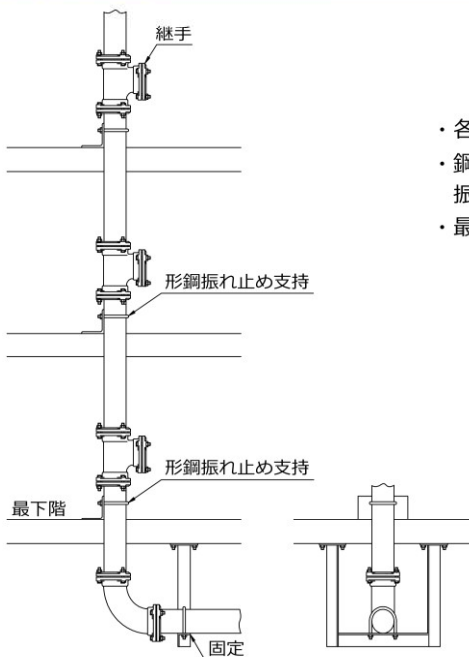 継手
・各
・鋼
振
・最
形鋼振れ止め支持
形鋼振れ止め支持
最下階
固定